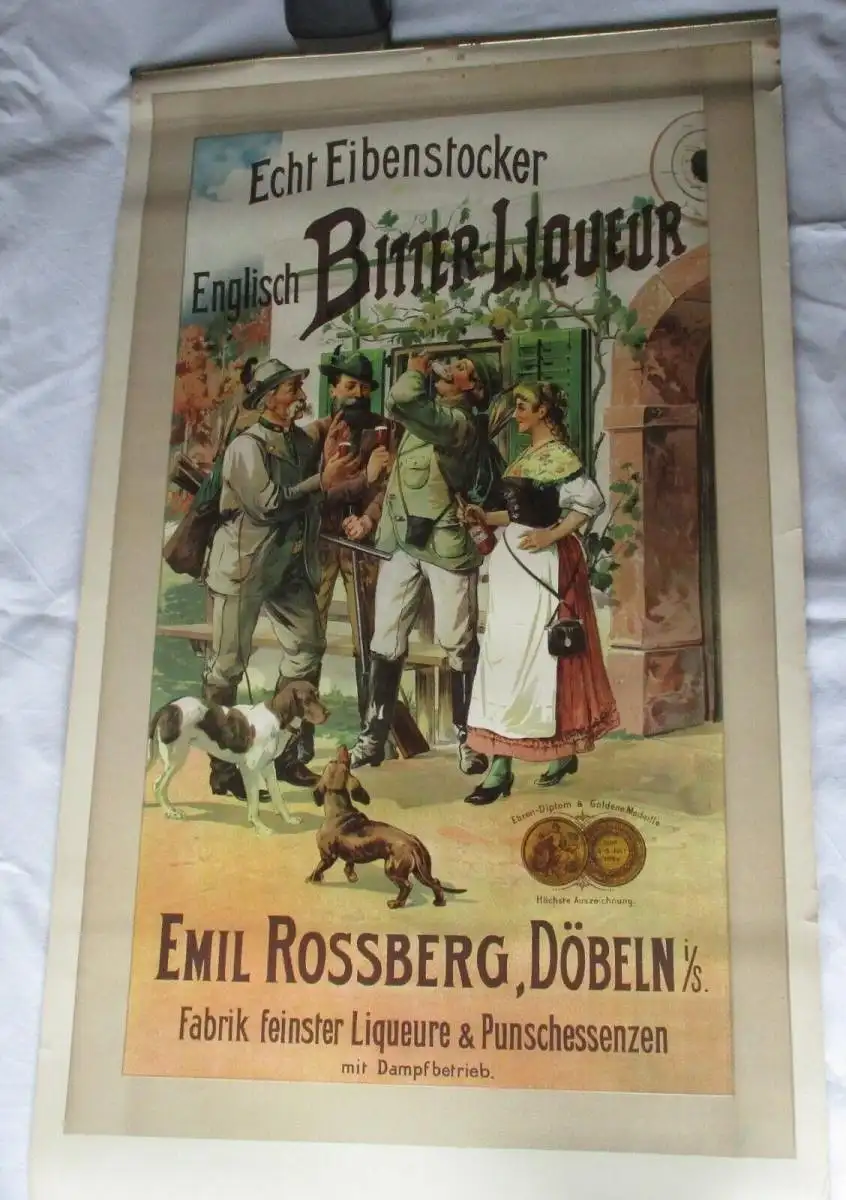 Echt Eibenstocker
Englisch Bitter-Liqueur
Ehren-Diplom & Goldene Medaille
Höchste Auszeichnung.
Emil Rossberg, Döbeln i/S.
Fabrik feinster Liqueure & Punschessenzen
mit Dampfbetrieb.